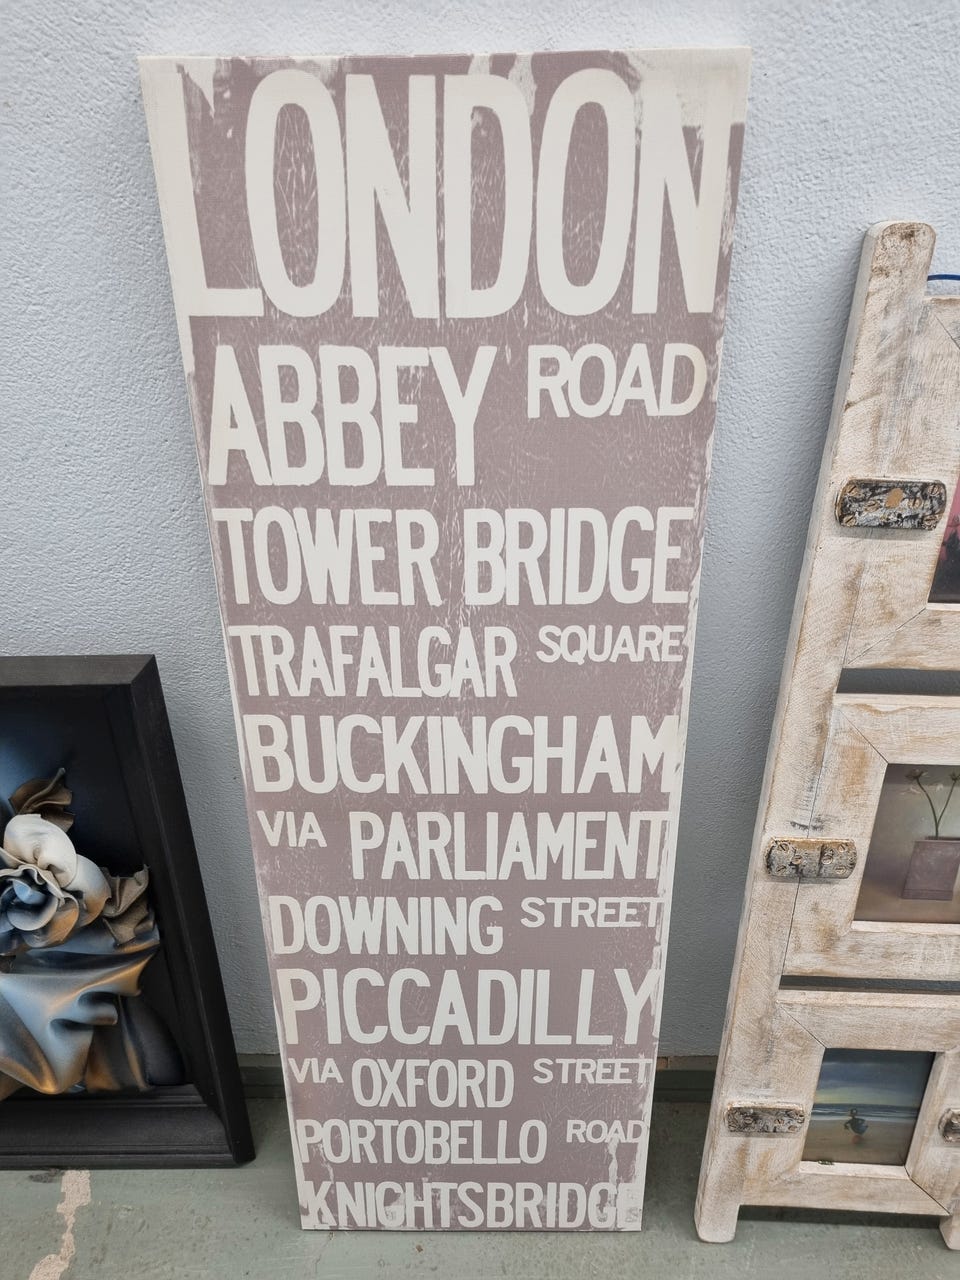 LONDON
ABBEY ROAD
TOWER BRIDGE
TRAFALGAR SQUARE
BUCKINGHAM
VIA PARLIAMENT
DOWNING STREET
PICCADILLY
VIA OXFORD STREET
PORTOBELLO ROAD
KNIGHTSBRIDGE